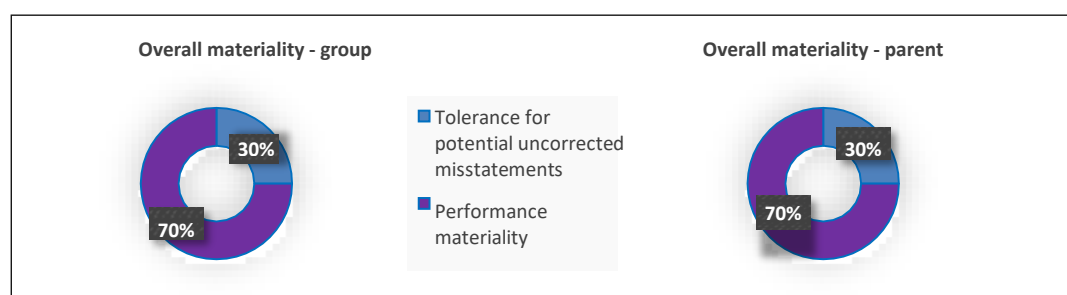 Overall materiality - group
Overall materiality - parent
30%
70%
Tolerance for
potential uncorrected
misstatements
Performance
materiality
30%
70%